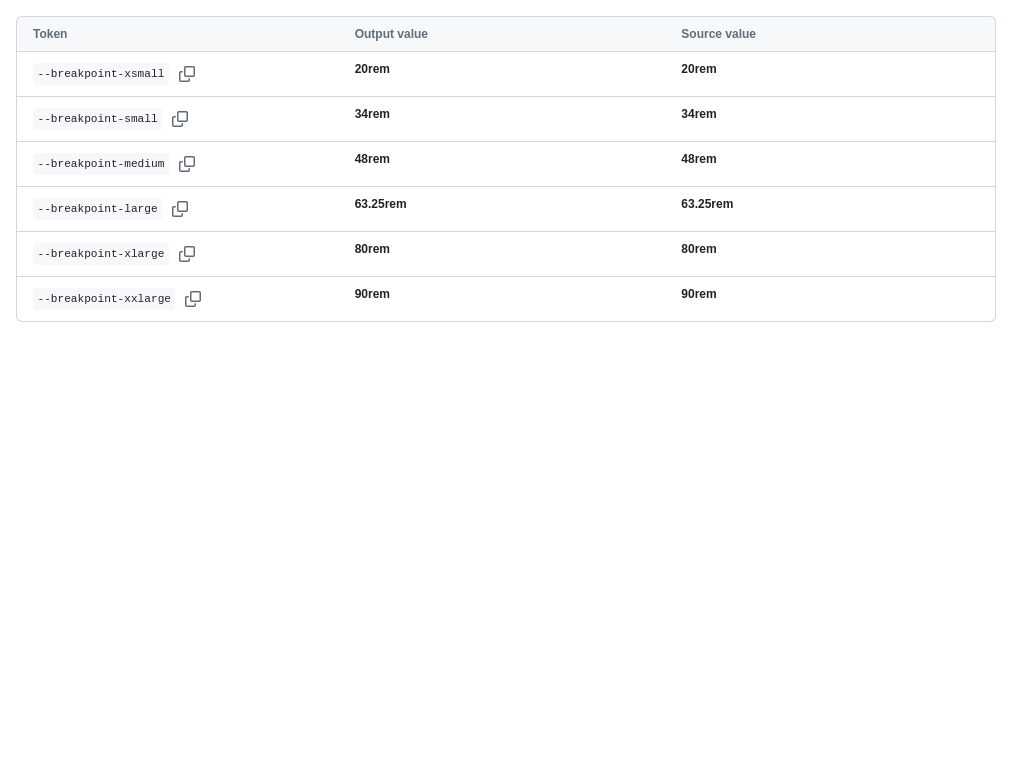 Token Output value Source value
--breakpoint-xsmall 20rem 20rem
--breakpoint-small 34rem 34rem
--breakpoint-medium 48rem 48rem
--breakpoint-large 63.25rem 63.25rem
--breakpoint-xlarge 80rem 80rem
--breakpoint-xxlarge 90rem 90rem